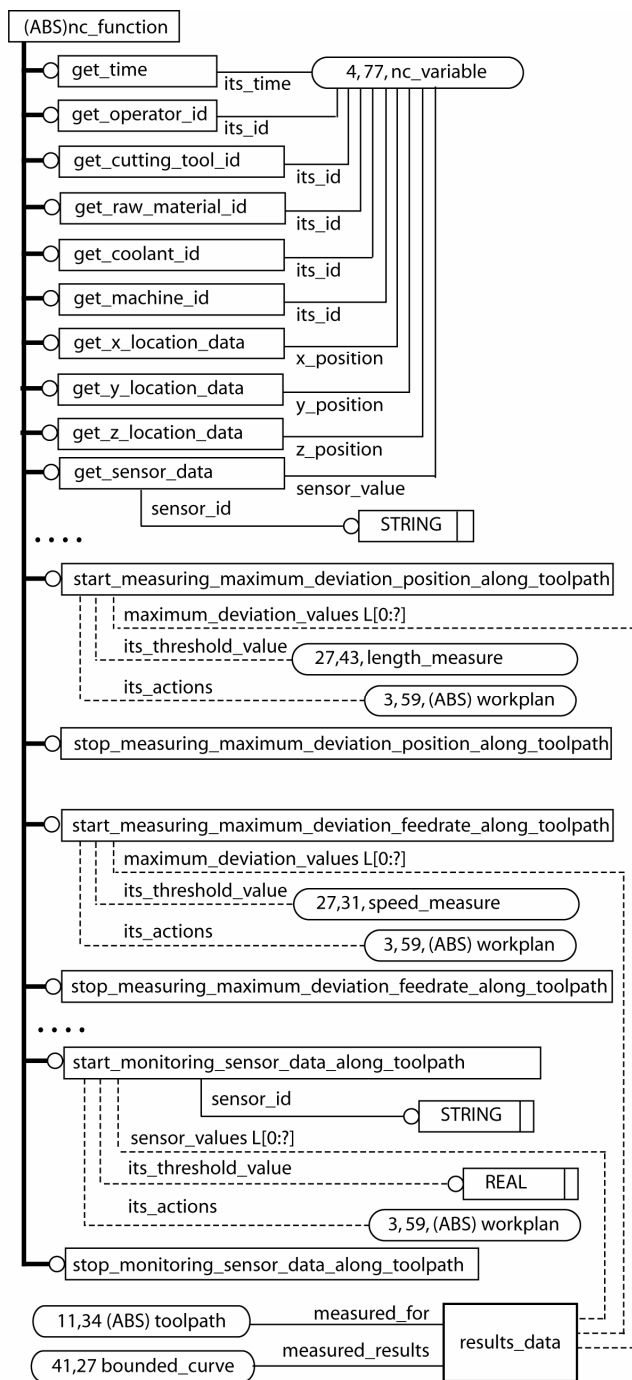 (ABS)nc_function
get_time
its_time
4,77,nc_variable
get_operator_id
its_id
get_cutting_tool_id
its_id
get_raw_material_id
its_id
get_coolant_id
its_id
get_machine_id
its_id
get_x_location_data
x_position
get_y_location_data
y_position
get_z_location_data
z_position
get_sensor_data
sensor_value
sensor_id
STRING
....
start_measuring_maximum_deviation_position_along_toolpath
maximum_deviation_values L[0:?]
its_threshold_value
27,43,length_measure
its_actions
3,59,(ABS) workplan
stop_measuring_maximum_deviation_position_along_toolpath
start_measuring_maximum_deviation_feedrate_along_toolpath
maximum_deviation_values L[0:?]
its_threshold_value
27,31,speed_measure
its_actions
3,59,(ABS) workplan
stop_measuring_maximum_deviation_feedrate_along_toolpath
....
start_monitoring_sensor_data_along_toolpath
sensor_id
STRING
sensor_values L[0:?]
its_threshold_value
REAL
its_actions
3,59,(ABS) workplan
stop_monitoring_sensor_data_along_toolpath
11,34 (ABS) toolpath
measured_for
results_data
41,27 bounded_curve
measured_results